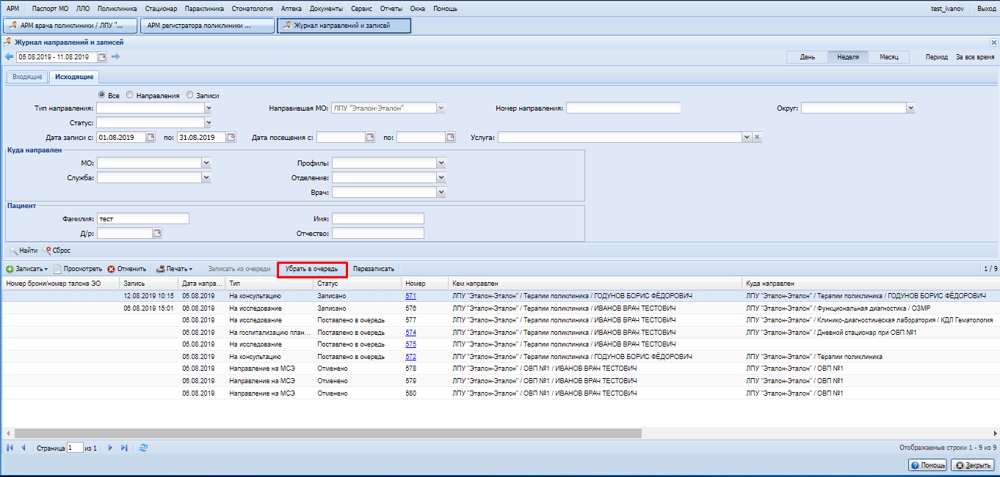 АРМ Паспорт МО ЛЛО Поликлиника Стационар Параклиника Стоматология Аптека Документы Сервис Отчеты Окна Помощь test_ivanov Выход
АРМ врача поликлиники / ЛПУ "... АРМ регистратора поликлиники ... Журнал направлений и записей
Журнал направлений и записей
05.08.2019 - 11.08.2019 День Неделя Месяц Период За все время
Входящие Исходящие
Все Направления Записи
Тип направления: Направившая МО: ЛПУ "Эталон-Эталон" Номер направления: Округ:
Статус:
Дата записи с: 01.08.2019 по: 31.08.2019 Дата посещения с: по: Услуга:
Куда направлен
МО: Профиль:
Служба: Отделение:
Врач:
Пациент
Фамилия: тест Имя:
Д/р: Отчество:
Найти Сброс
Записать Просмотреть Отменить Печать Записать из очереди Убрать в очередь Перезаписать 1 / 9
Номер брони/номер талона ЭО Запись Дата напра... Тип Статус Номер Кем направлен Куда направлен
12.08.2019 10:15 05.08.2019 На консультацию Записано 571 ЛПУ "Эталон-Эталон" / Терапии поликлиника / ГОДУНОВ БОРИС ФЁДОРОВИЧ ЛПУ "Эталон-Эталон" / Терапии поликлиника / ГОДУНОВ БОРИС ФЁДОРОВИЧ
06.08.2019 15:01 06.08.2019 На исследование Записано 576 ЛПУ "Эталон-Эталон" / Терапии поликлиника / ИВАНОВ ВРАЧ ТЕСТОВИЧ ЛПУ "Эталон-Эталон" / Функциональная диагностика / ОЗМР
06.08.2019 На исследование Поставлено в очередь 577 ЛПУ "Эталон-Эталон" / Терапии поликлиника / ИВАНОВ ВРАЧ ТЕСТОВИЧ ЛПУ "Эталон-Эталон" / Клинико-диагностическая лаборатория / КДЛ Гематология
06.08.2019 На госпитализацию план... Поставлено в очередь 574 ЛПУ "Эталон-Эталон" / Терапии поликлиника / ИВАНОВ ВРАЧ ТЕСТОВИЧ ЛПУ "Эталон-Эталон" / Дневной стационар при ОВП №1
06.08.2019 На исследование Поставлено в очередь 575 ЛПУ "Эталон-Эталон" / Терапии поликлиника / ИВАНОВ ВРАЧ ТЕСТОВИЧ
05.08.2019 На консультацию Поставлено в очередь 572 ЛПУ "Эталон-Эталон" / Терапии поликлиника / ГОДУНОВ БОРИС ФЁДОРОВИЧ ЛПУ "Эталон-Эталон" / Терапии поликлиника
06.08.2019 Направление на МСЭ Отменено 578 ЛПУ "Эталон-Эталон" / ОВП №1 / ИВАНОВ ВРАЧ ТЕСТОВИЧ ЛПУ "Эталон-Эталон" / ОВП №1
06.08.2019 Направление на МСЭ Отменено 579 ЛПУ "Эталон-Эталон" / ОВП №1 / ИВАНОВ ВРАЧ ТЕСТОВИЧ ЛПУ "Эталон-Эталон" / ОВП №1
06.08.2019 Направление на МСЭ Отменено 580 ЛПУ "Эталон-Эталон" / ОВП №1 / ИВАНОВ ВРАЧ ТЕСТОВИЧ ЛПУ "Эталон-Эталон" / ОВП №1
Страница 1 из 1 Отображаемые строки 1 - 9 из 9
Помощь Закрыть